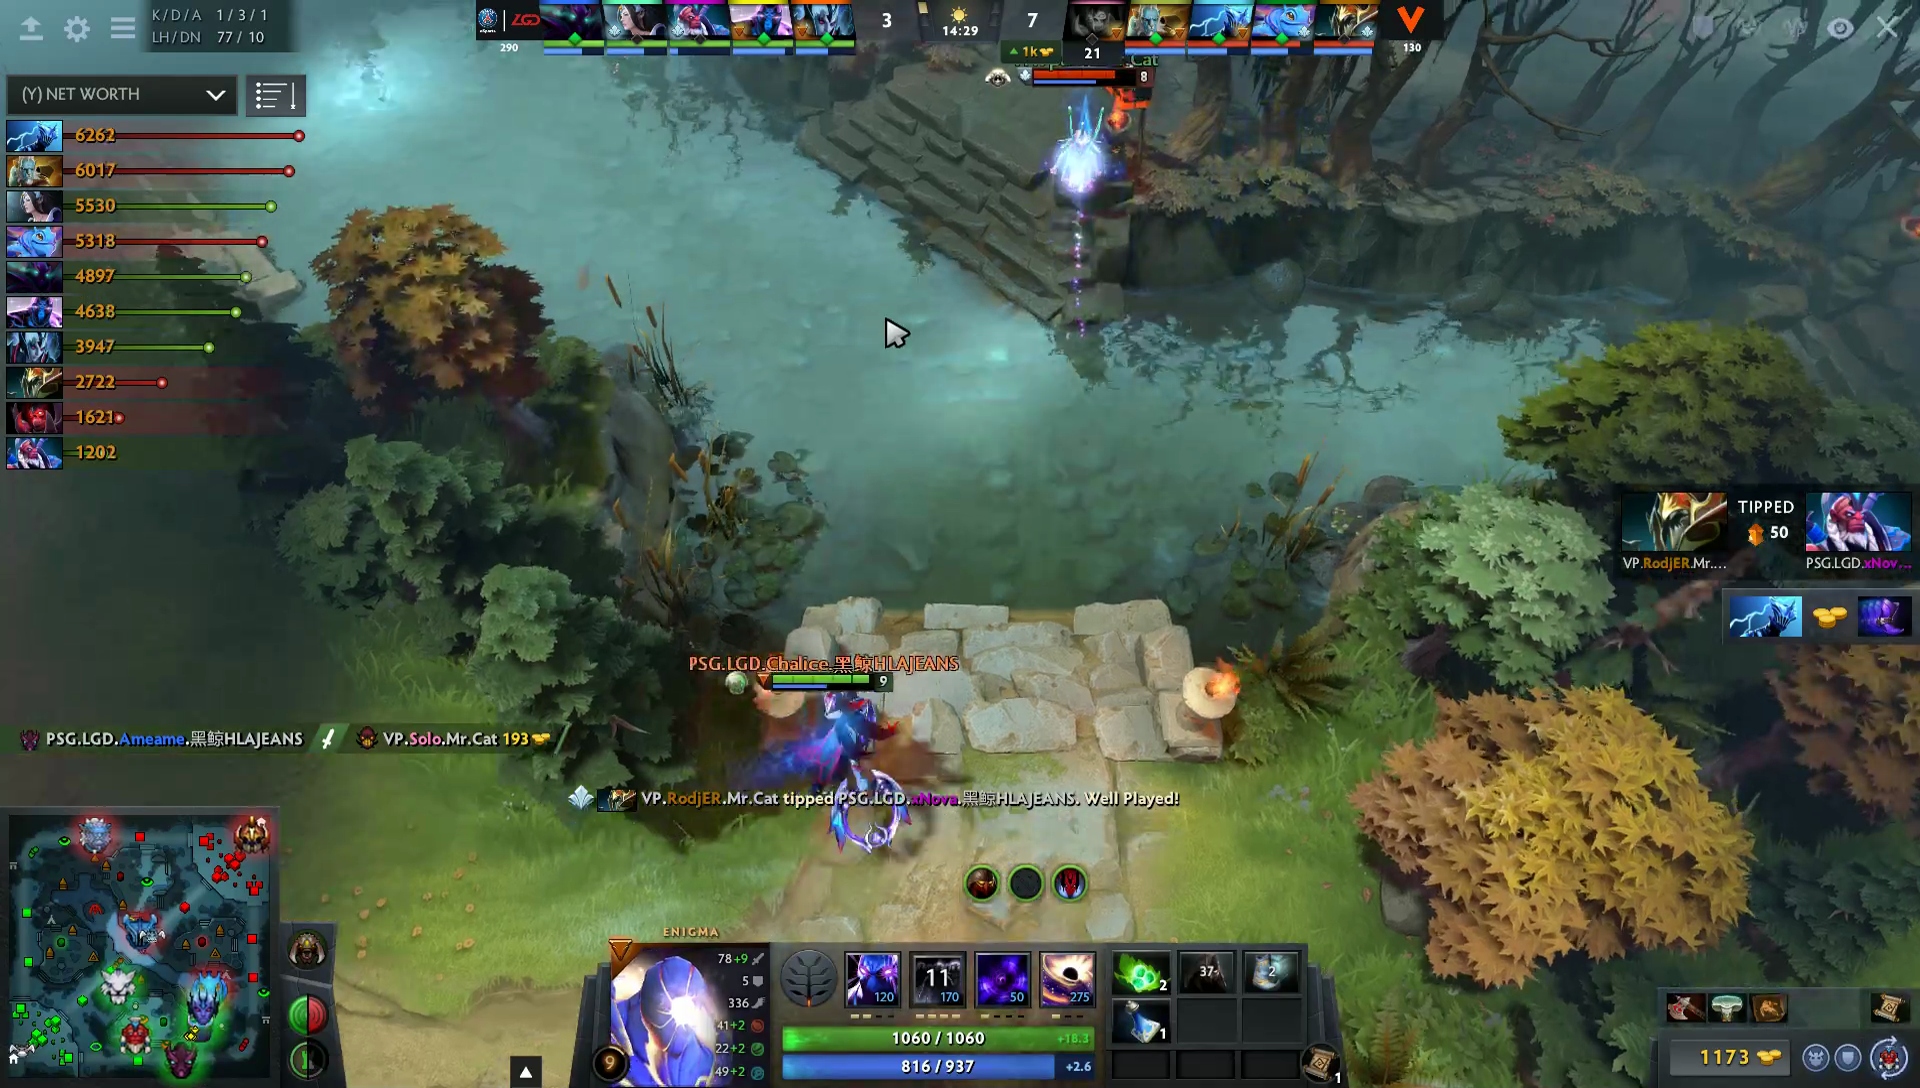 K/D/A 1/3/1
LH/DN 77/10
LGD
290
3
14:29
7
1k
21
130
Cat
8
(Y) NET WORTH
6262
6017
5530
5318
4897
4638
3947
2722
1621
1202
TIPPED
50
VP.RodjER.Mr....
PSG.LGD.xNov...
PSG.LGD.Chalice.黑鲸HLAJEANS
9
PSG.LGD.Ameame.黑鲸HLAJEANS
VP.Solo.Mr.Cat 193
VP.RodjER.Mr.Cat tipped PSG.LGD.xNova.黑鲸HLAJEANS. Well Played!
ENIGMA
78+9
5
336
41+2
22+2
49+2
9
120
11
170
50
275
1060 / 1060
+18.3
816 / 937
+2.6
2
37
2
1
1
1173